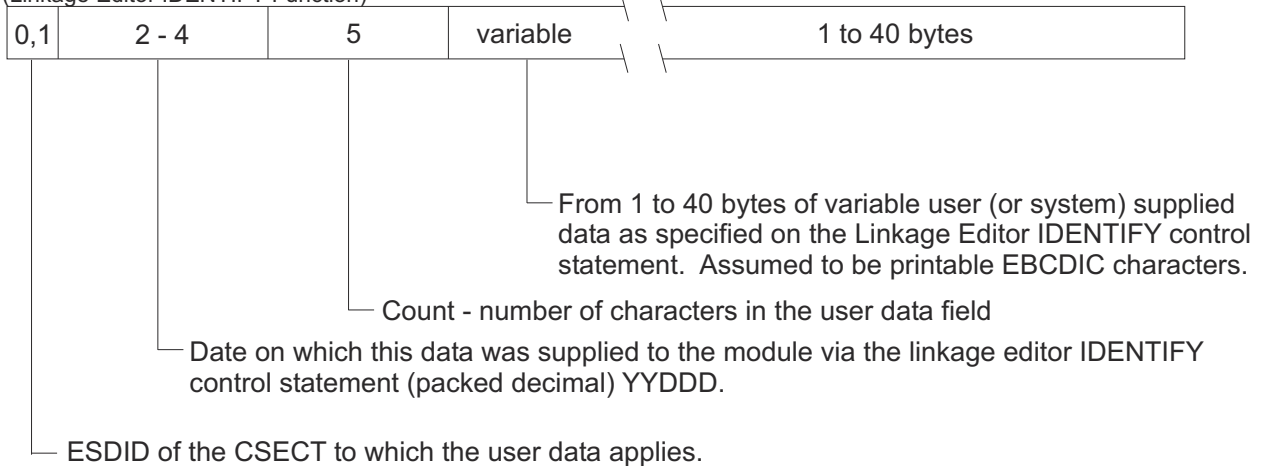 (Linkage Editor IDENTIFY Function)
0,1 2 - 4 5 variable 1 to 40 bytes
From 1 to 40 bytes of variable user (or system) supplied
data as specified on the Linkage Editor IDENTIFY control
statement. Assumed to be printable EBCDIC characters.
Count - number of characters in the user data field
Date on which this data was supplied to the module via the linkage editor IDENTIFY
control statement (packed decimal) YYDDD.
ESDID of the CSECT to which the user data applies.